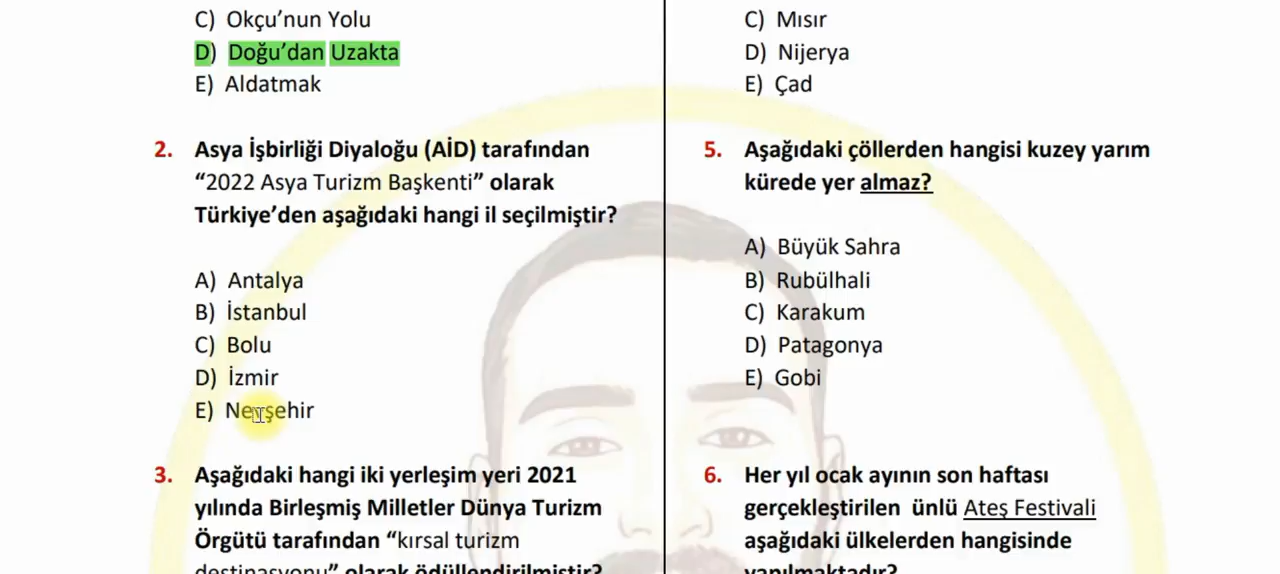 C) Okçu’nun Yolu
D) Doğu’dan Uzakta
E) Aldatmak
2. Asya İşbirliği Diyaloğu (AİD) tarafından
“2022 Asya Turizm Başkenti” olarak
Türkiye’den aşağıdaki hangi il seçilmiştir?
A) Antalya
B) İstanbul
C) Bolu
D) İzmir
E) Nevşehir
3. Aşağıdaki hangi iki yerleşim yeri 2021
yılında Birleşmiş Milletler Dünya Turizm
Örgütü tarafından “kırsal turizm
destinasyonu” olarak ödüllendirilmiştir?
C) Mısır
D) Nijerya
E) Çad
5. Aşağıdaki çöllerden hangisi kuzey yarım
kürede yer almaz?
A) Büyük Sahra
B) Rubülhali
C) Karakum
D) Patagonya
E) Gobi
6. Her yıl ocak ayının son haftası
gerçekleştirilen ünlü Ateş Festivali
aşağıdaki ülkelerden hangisinde
yapılmaktadır?